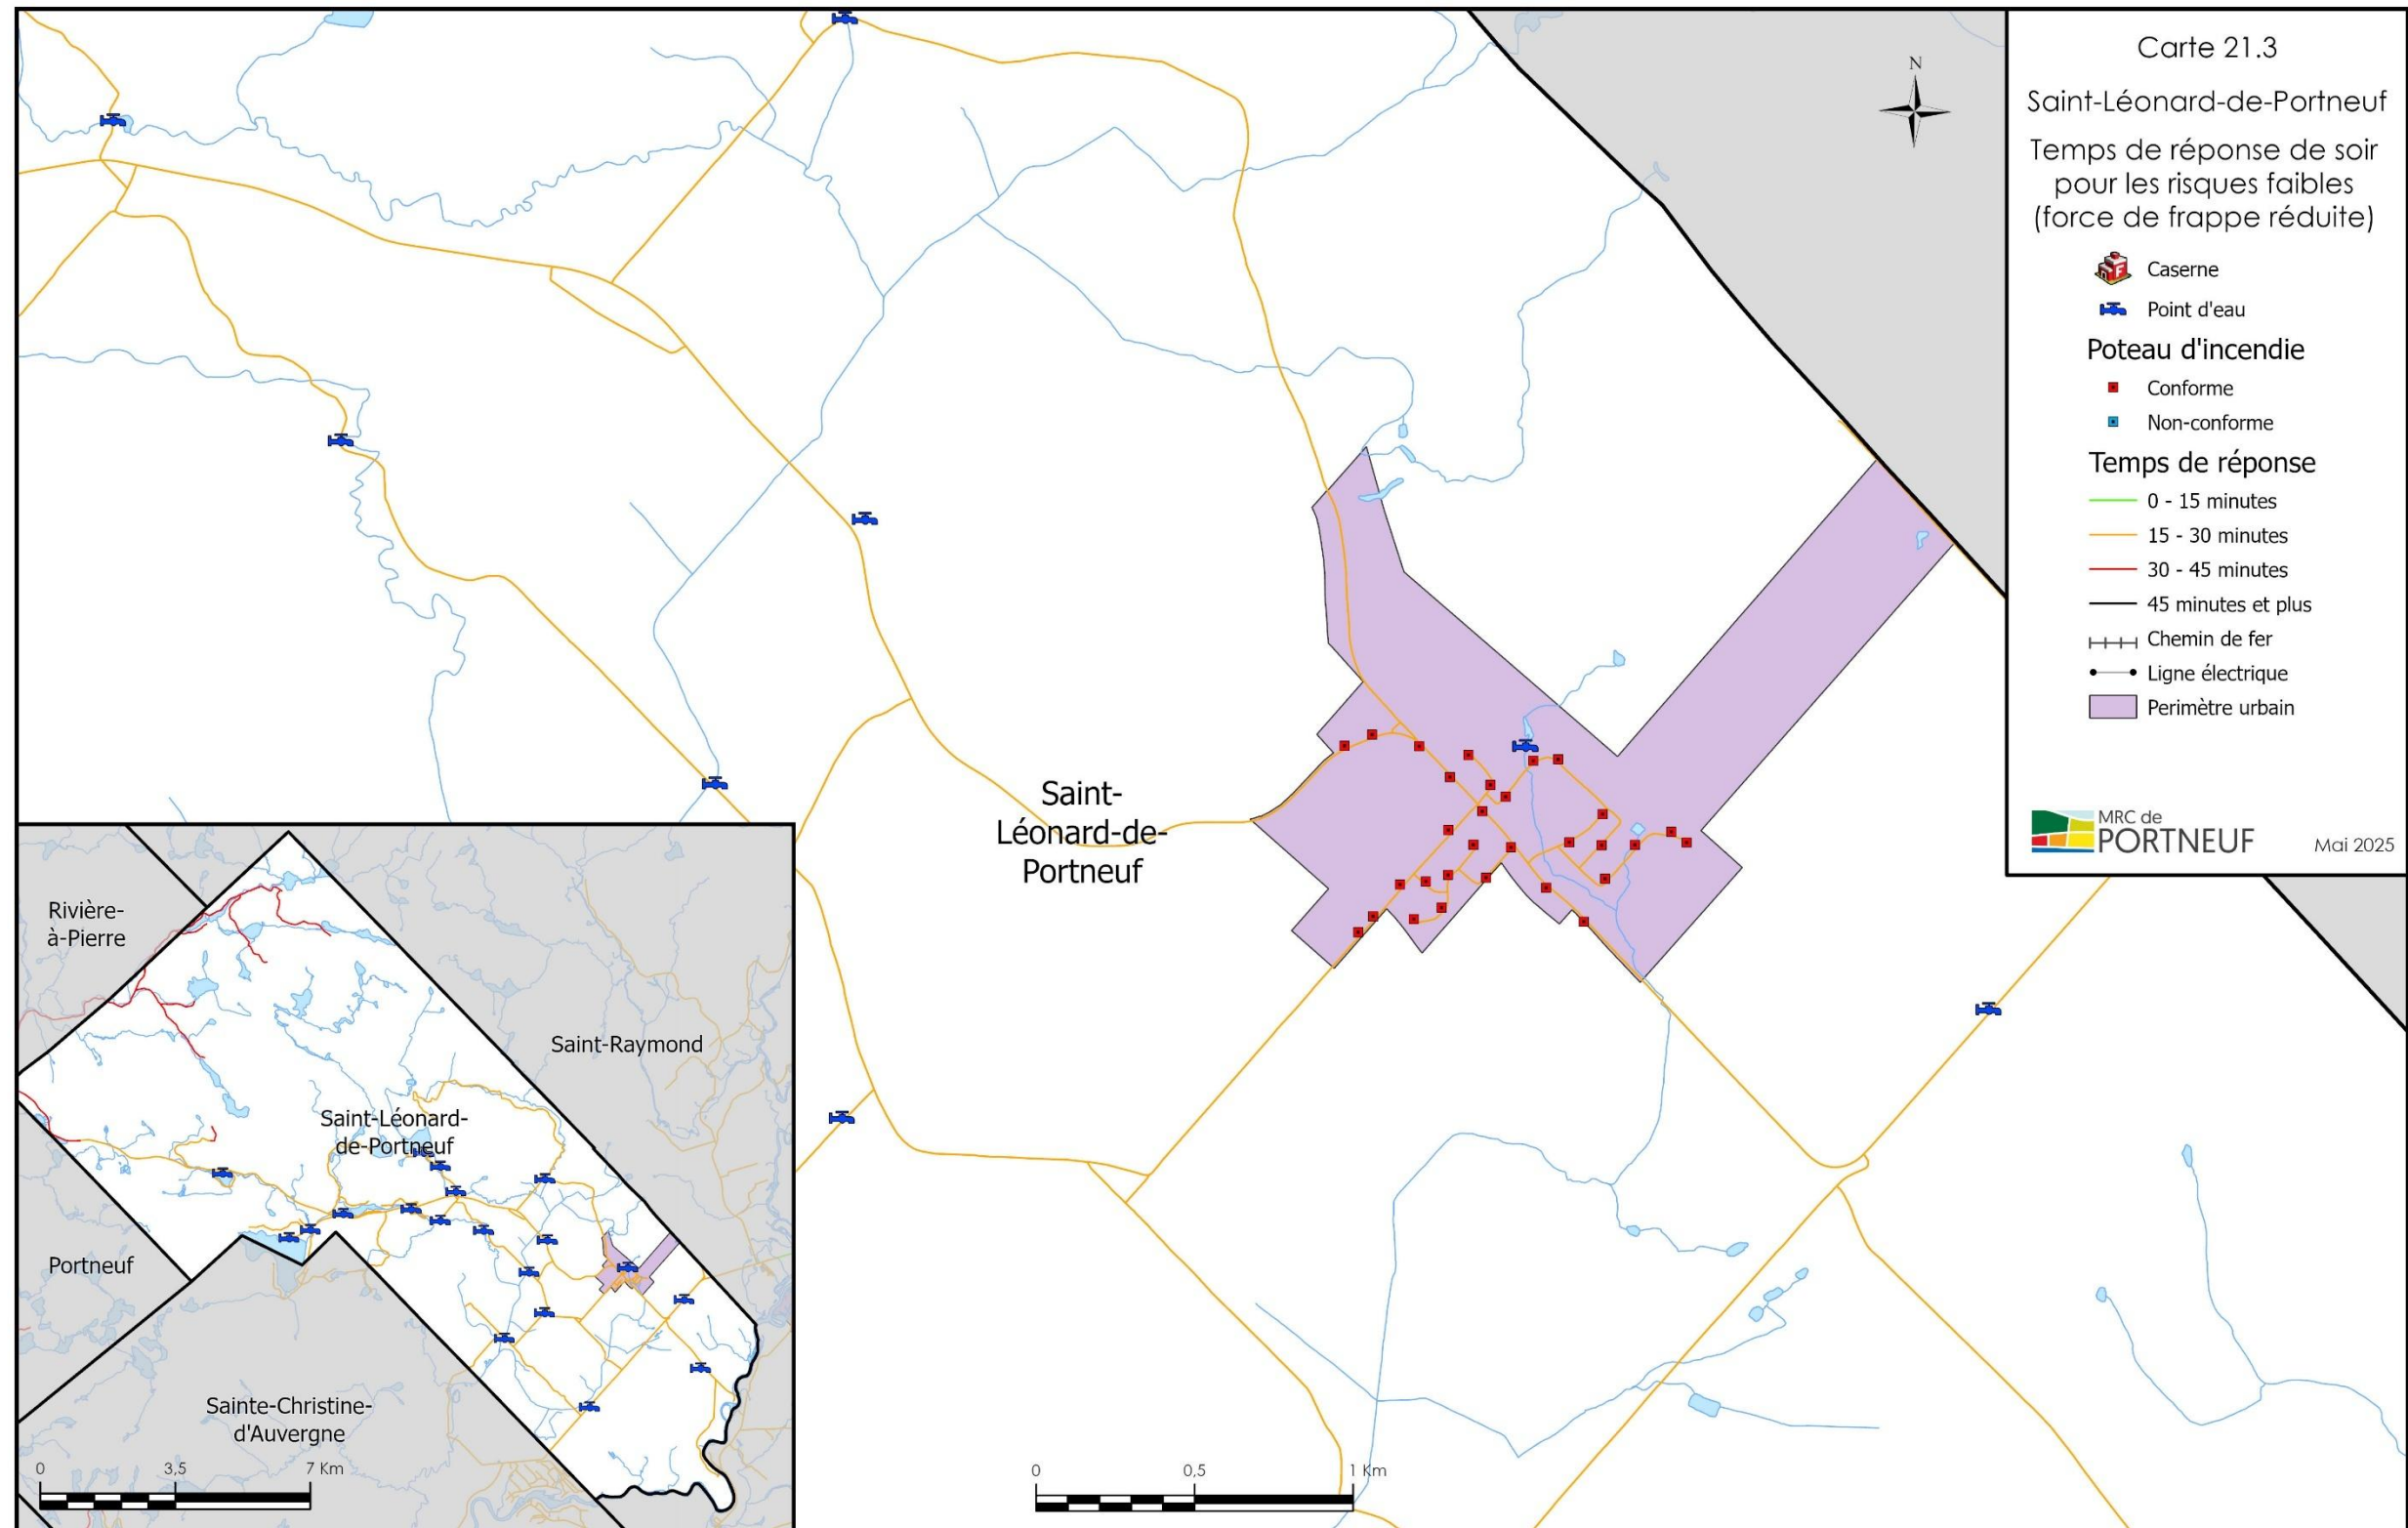 Carte 21.3
Saint-Léonard-de-Portneuf
Temps de réponse de soir
pour les risques faibles
(force de frappe réduite)
Caserne
Point d'eau
Poteau d'incendie
Conforme
Non-conforme
Temps de réponse
0 - 15 minutes
15 - 30 minutes
30 - 45 minutes
45 minutes et plus
Chemin de fer
Ligne électrique
Perimètre urbain
MRC de
PORTNEUF
Mai 2025
N
Saint-
Léonard-de-
Portneuf
0 0,5 1 Km
Rivière-
à-Pierre
Saint-Raymond
Saint-Léonard-
de-Portneuf
Portneuf
Sainte-Christine-
d'Auvergne
0 3,5 7 Km